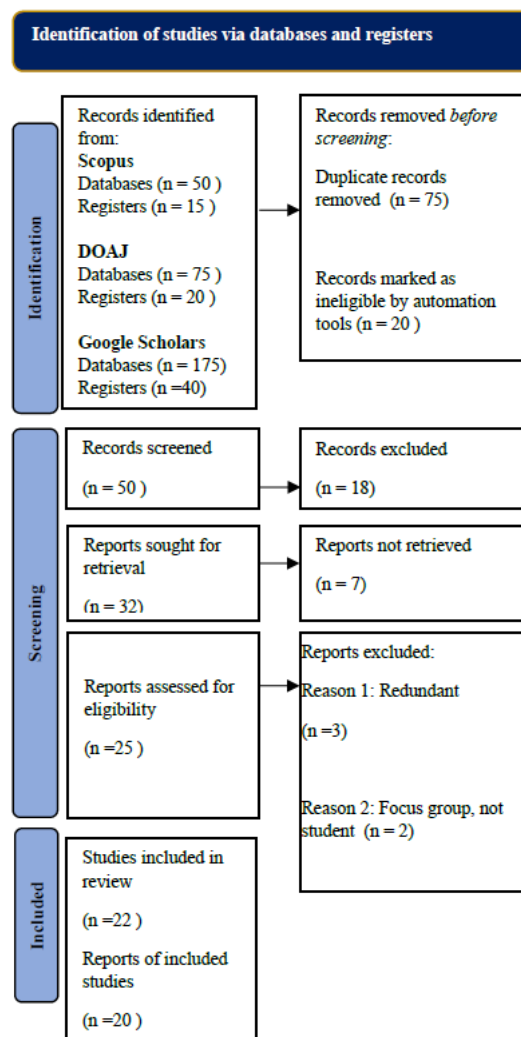 Identification of studies via databases and registers
Identification
Records identified
from:
Scopus
Databases (n = 50 )
Registers (n = 15 )
DOAJ
Databases (n = 75 )
Registers (n = 20 )
Google Scholars
Databases (n = 175)
Registers (n =40)
Records removed before
screening:
Duplicate records
removed (n = 75)
Records marked as
ineligible by automation
tools (n = 20 )
Screening
Records screened
(n = 50 )
Records excluded
(n = 18)
Reports sought for
retrieval
(n = 32)
Reports not retrieved
(n = 7)
Reports assessed for
eligibility
(n =25 )
Reports excluded:
Reason 1: Redundant
(n =3)
Reason 2: Focus group, not
student (n = 2)
Included
Studies included in
review
(n =22 )
Reports of included
studies
(n =20 )